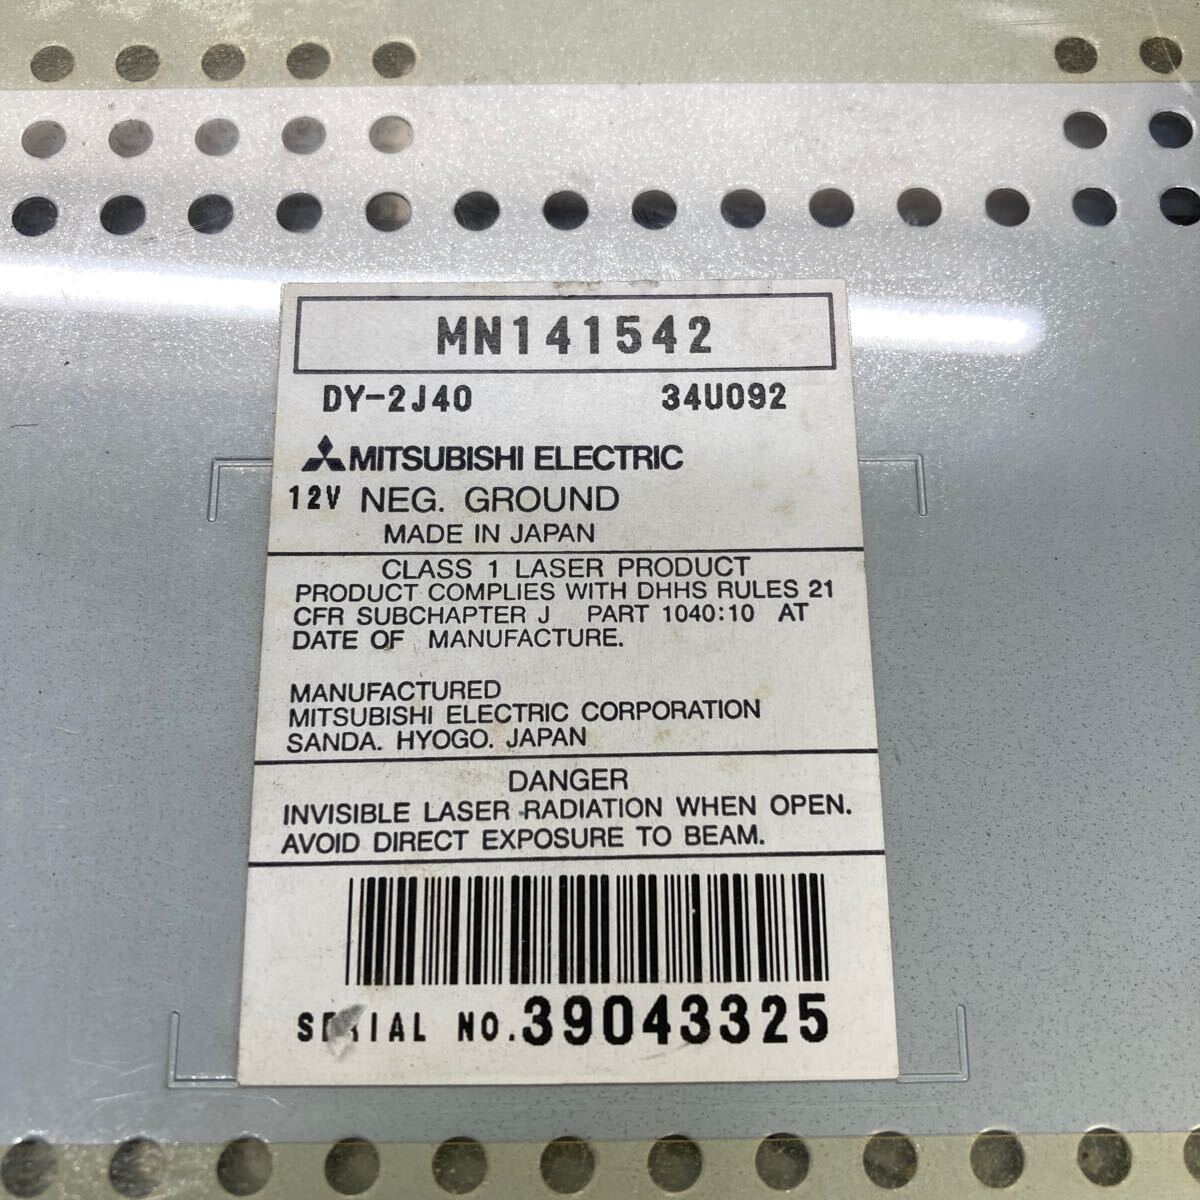 MN141542
DY-2J40 34U092
MITSUBISHI ELECTRIC
12V NEG. GROUND
MADE IN JAPAN
CLASS 1 LASER PRODUCT
PRODUCT COMPLIES WITH DHHS RULES 21
CFR SUBCHAPTER J PART 1040:10 AT
DATE OF MANUFACTURE.
MANUFACTURED
MITSUBISHI ELECTRIC CORPORATION
SANDA. HYOGO. JAPAN
DANGER
INVISIBLE LASER RADIATION WHEN OPEN.
AVOID DIRECT EXPOSURE TO BEAM.
SERIAL NO.39043325